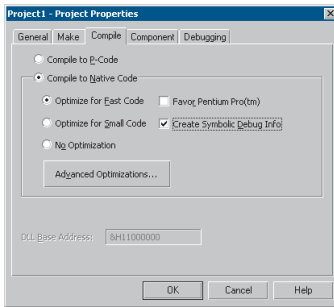 Project1 - Project Properties
General Make Compile Component Debugging
Compile to P-Code
Compile to Native Code
Optimize for Fast Code Favor Pentium Pro(tm)
Optimize for Small Code Create Symbolic Debug Info
No Optimization
Advanced Optimizations...
DLL Base Address: &H11000000
OK Cancel Help